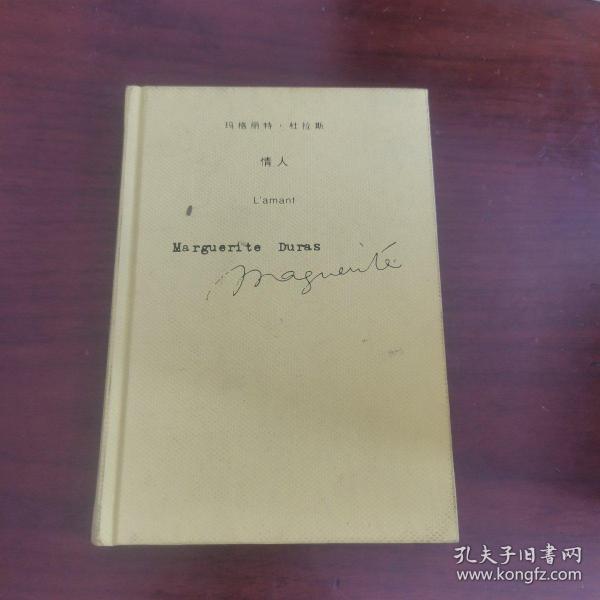 玛格丽特·杜拉斯
情人
L'amant
Marguerite Duras
Maguerite
孔夫子旧书网
www.kongfz.com